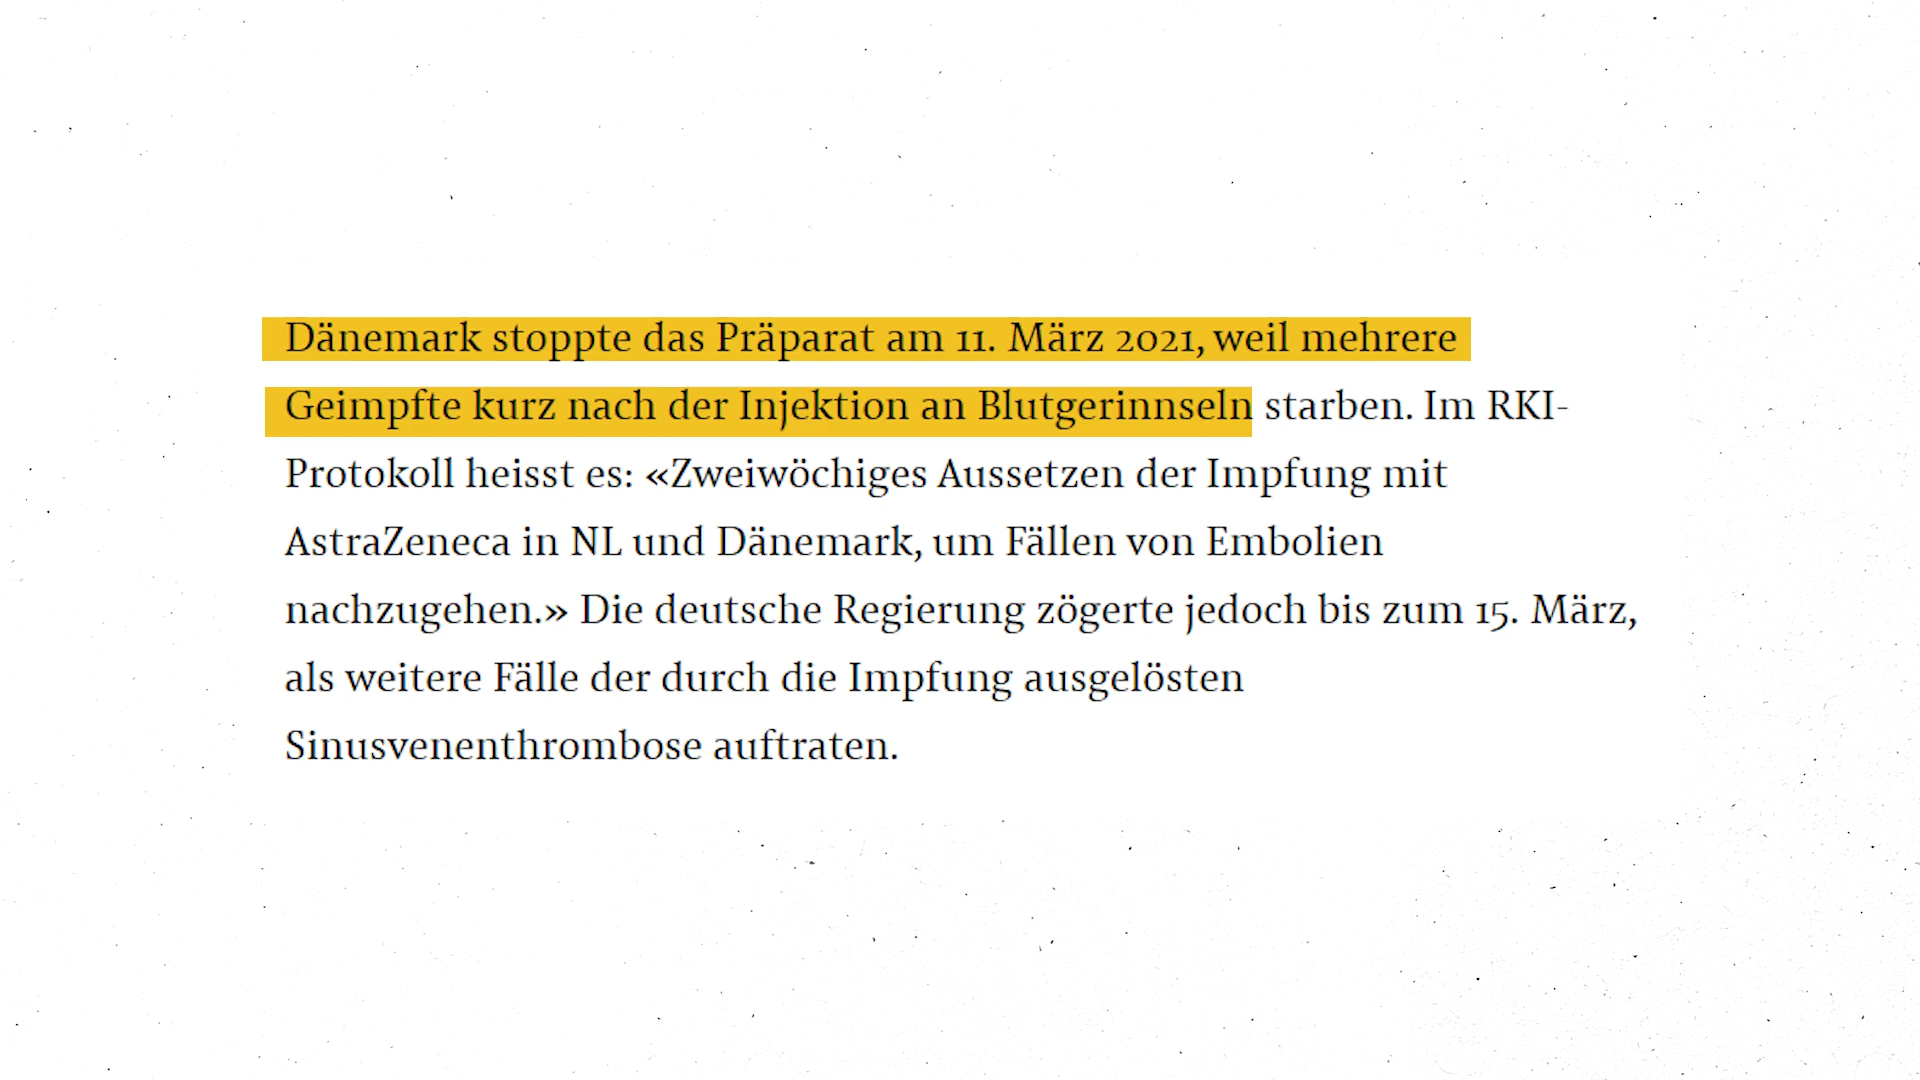 Dänemark stoppte das Präparat am 11. März 2021, weil mehrere
Geimpfte kurz nach der Injektion an Blutgerinnseln starben. Im RKI-
Protokoll heisst es: «Zweiwöchiges Aussetzen der Impfung mit
AstraZeneca in NL und Dänemark, um Fällen von Embolien
nachzugehen.» Die deutsche Regierung zögerte jedoch bis zum 15. März,
als weitere Fälle der durch die Impfung ausgelösten
Sinusvenenthrombose auftraten.